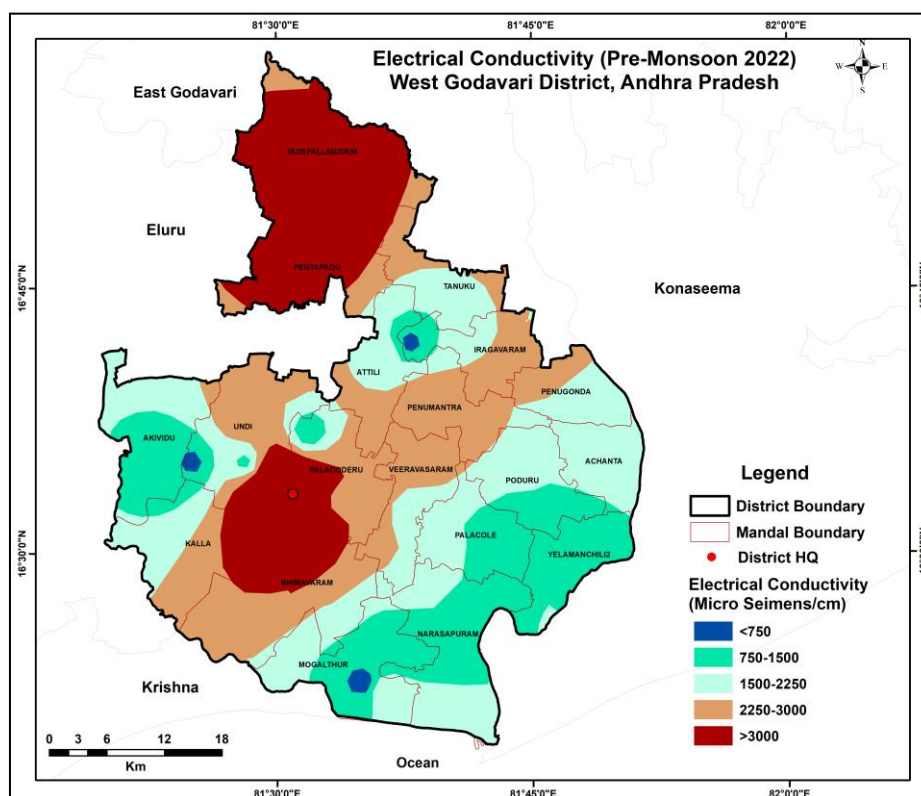 81°30'0"E 81°45'0"E 82°0'0"E
Electrical Conductivity (Pre-Monsoon 2022)
West Godavari District, Andhra Pradesh
N
W E
S
East Godavari
TADEPALLIGUDEM
Eluru
PENTAPADU
16°45'N
TANUKU
Konaseema
IRAGAVARAM
ATTILI
PENUGONDA
PENUMANTRA
UNDI
AKIVIDU
ACHANTA
PALACODERU
VEERAVASARAM
PODURU
PALACOLE
KALLA
YELAMANCHILI2
16°30'N
BHIMAVARAM
NARASAPURAM
MOGALTHUR
Krishna
Ocean
0 3 6 12 18
Km
Legend
District Boundary
Mandal Boundary
District HQ
Electrical Conductivity
(Micro Seimens/cm)
<750
750-1500
1500-2250
2250-3000
>3000
81°30'0"E 81°45'0"E 82°0'0"E